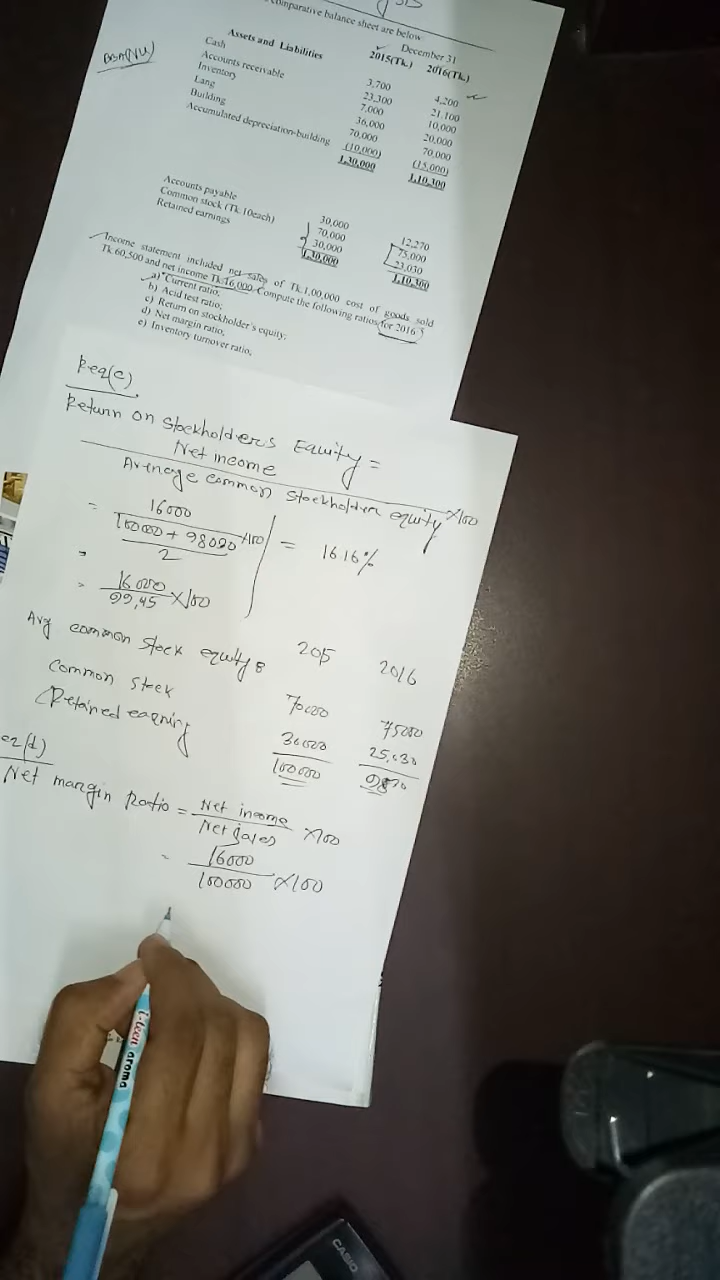 comparative balance sheet are below
December 31
Assets and Liabilities 2015(Tk.) 2016(Tk.)
Cash 3,700 4,200
Accounts receivable 23,300 21,100
Inventory 7,000 10,000
Lang 36,000 20,000
Building 70,000 70,000
Accumulated depreciation-building (10,000) (15,000)
1,30,000 1,10,300
Accounts payable 30,000 12,270
Common stock (Tk. 10each) 70,000 75,000
Retained earnings 30,000 23,030
1,30,000 1,10,300
Income statement included net sales of Tk.1,00,000 cost of goods sold
Tk.60,500 and net income Tk.16,000 Compute the following ratios for 2016
a) Current ratio;
b) Acid test ratio;
c) Return on stockholder's equity;
d) Net margin ratio;
e) Inventory turnover ratio;
Req(c)
Return on stockholders Equity =
Net income
Average common stockholder equity ×100
= 16000
100000 + 98020 ×100 = 16.16%
2
= 16000 ×100
99,45
Avg common stock equity 2015 2016
Common stock 70000 75000
Retained earning 30000 25,030
100000
eq(d)
Net margin Ratio = Net income ×100
Net sales
= 16000 ×100
100000
i-teen aroma
CASIO